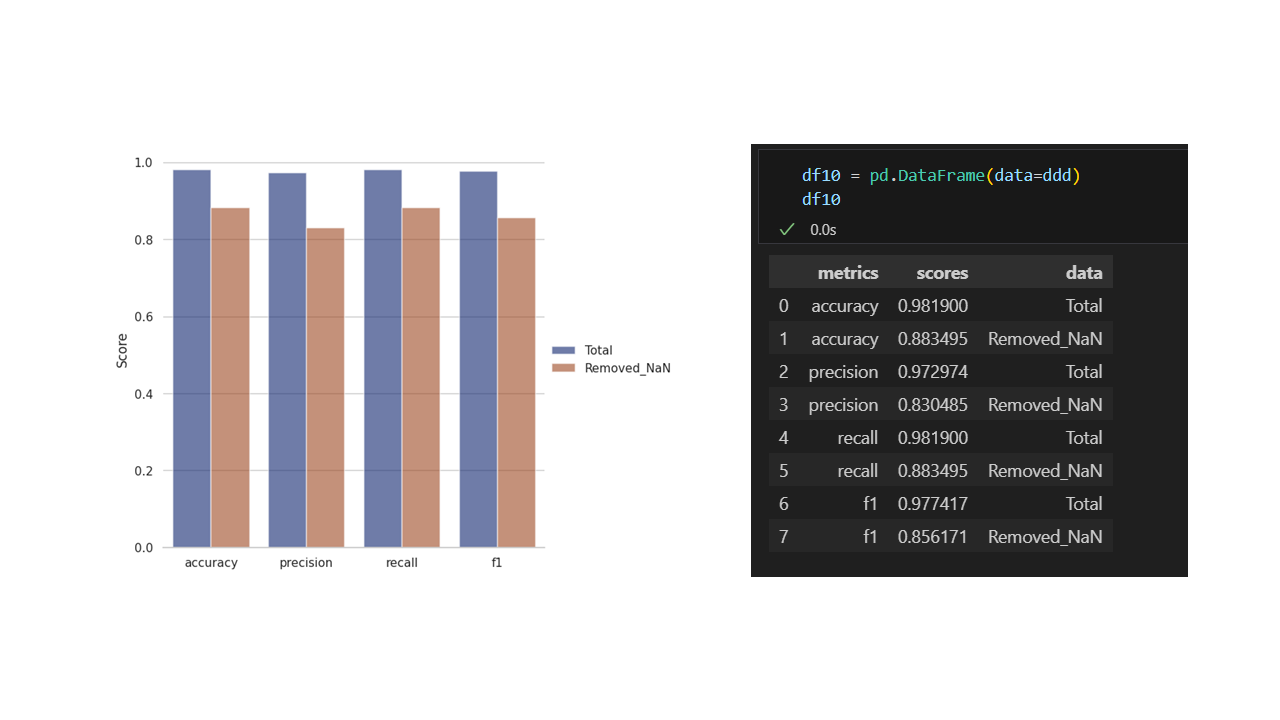 1.0
0.8
0.6
0.4
0.2
0.0
Score
accuracy precision recall f1
Total
Removed_NaN
df10 = pd.DataFrame(data=ddd)
df10
0.0s
metrics scores data
0 accuracy 0.981900 Total
1 accuracy 0.883495 Removed_NaN
2 precision 0.972974 Total
3 precision 0.830485 Removed_NaN
4 recall 0.981900 Total
5 recall 0.883495 Removed_NaN
6 f1 0.977417 Total
7 f1 0.856171 Removed_NaN